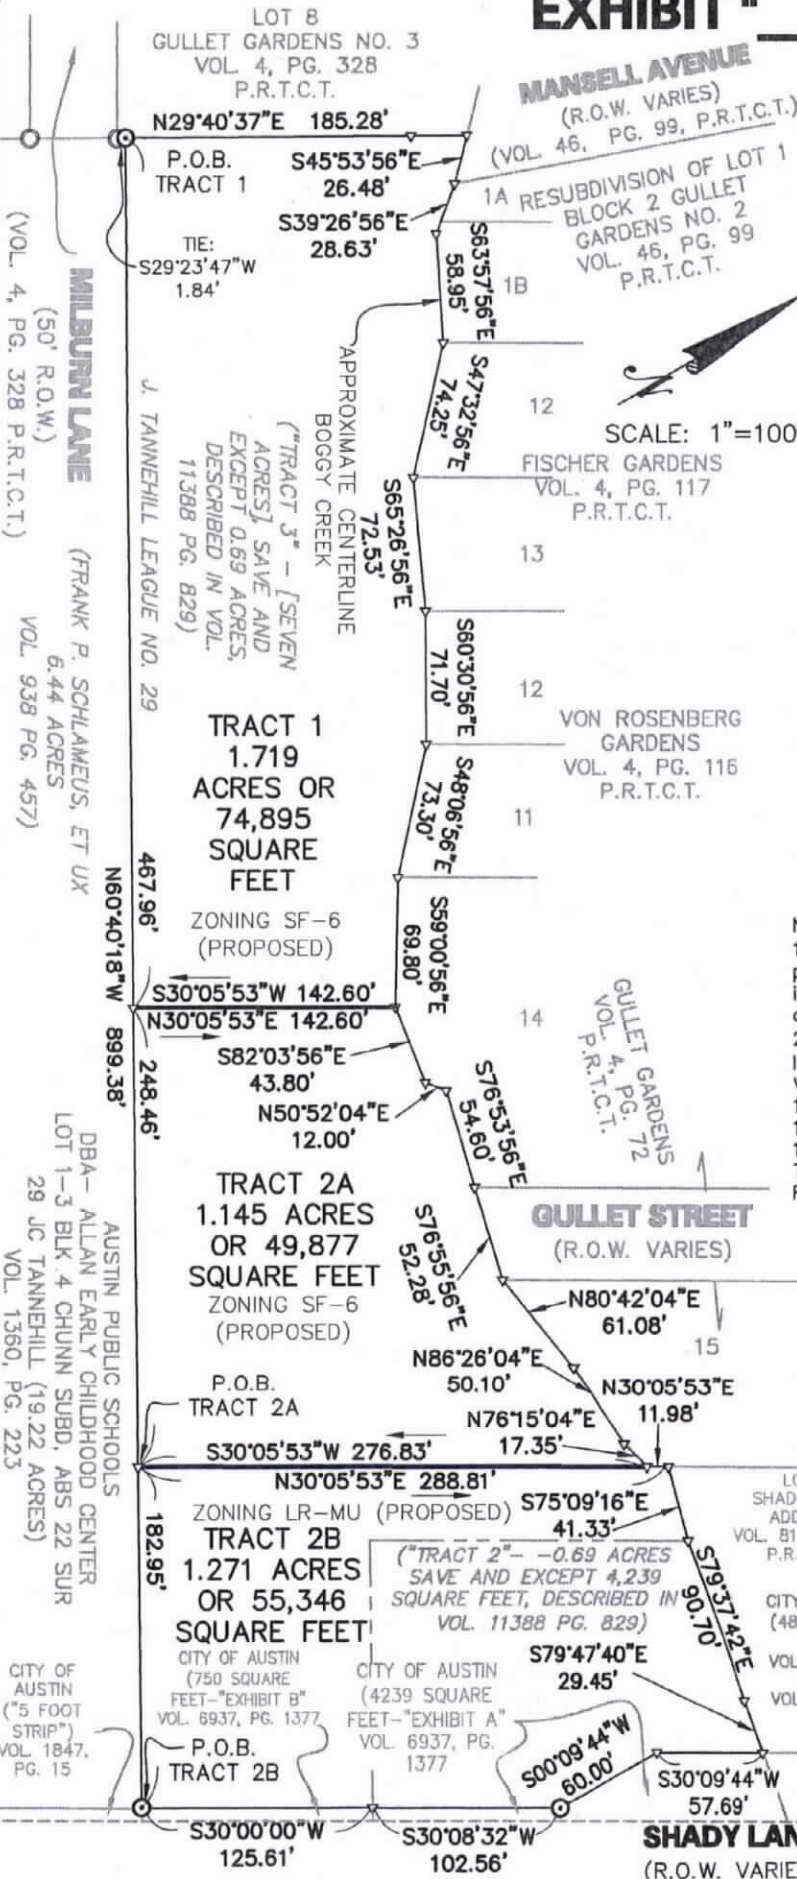 EXHIBIT "
LOT 8
GULLET GARDENS NO. 3
VOL. 4, PG. 328
P.R.T.C.T.
MANSELL AVENUE
(R.O.W. VARIES)
(VOL. 46, PG. 99, P.R.T.C.T.)
N29°40'37"E 185.28'
P.O.B.
TRACT 1
S45°53'56"E
26.48'
S39°26'56"E
28.63'
1A
RESUBDIVISION OF LOT 1
BLOCK 2 GULLET
GARDENS NO. 2
VOL. 46, PG. 99
P.R.T.C.T.
TIE:
S29°23'47"W
1.84'
S63°57'56"E
58.95'
1B
MILBURN LANE
(50' R.O.W.)
(VOL. 4, PG. 328 P.R.T.C.T.)
J. TANNEHILL LEAGUE NO. 29
("TRACT 3" – [SEVEN
ACRES], SAVE AND
EXCEPT 0.69 ACRES,
DESCRIBED IN VOL.
11388 PG. 829)
APPROXIMATE CENTERLINE
BOGGY CREEK
S47°32'56"E
74.25'
12
N
SCALE: 1"=100
FISCHER GARDENS
VOL. 4, PG. 117
P.R.T.C.T.
S65°26'56"E
72.53'
13
(FRANK P. SCHLAMEUS, ET UX
6.44 ACRES
VOL. 938 PG. 457)
S60°30'56"E
71.70'
12
VON ROSENBERG
GARDENS
VOL. 4, PG. 116
P.R.T.C.T.
TRACT 1
1.719
ACRES OR
74,895
SQUARE
FEET
ZONING SF-6
(PROPOSED)
S48°06'56"E
73.30'
11
467.96'
N60°40'18"W 899.38'
S59°00'56"E
69.80'
S30°05'53"W 142.60'
N30°05'53"E 142.60'
14
GULLET GARDENS
VOL. 4, PG. 72
P.R.T.C.T.
S82°03'56"E
43.80'
N50°52'04"E
12.00'
248.46'
S76°53'56"E
54.60'
TRACT 2A
1.145 ACRES
OR 49,877
SQUARE FEET
ZONING SF-6
(PROPOSED)
GULLET STREET
(R.O.W. VARIES)
S76°55'56"E
52.28'
AUSTIN PUBLIC SCHOOLS
DBA- ALLAN EARLY CHILDHOOD CENTER
LOT 1-3 BLK 4 CHUNN SUBD, ABS 22 SUR
29 JC TANNEHILL (19.22 ACRES)
VOL. 1360, PG. 223
N80°42'04"E
61.08'
15
N86°26'04"E
50.10'
N30°05'53"E
11.98'
P.O.B.
TRACT 2A
N76°15'04"E
17.35'
S30°05'53"W 276.83'
N30°05'53"E 288.81'
ZONING LR-MU (PROPOSED)
S75°09'16"E
41.33'
SHAD
VOL. 81
P.R.
TRACT 2B
1.271 ACRES
OR 55,346
SQUARE FEET
182.95'
("TRACT 2"- -0.69 ACRES
SAVE AND EXCEPT 4,239
SQUARE FEET, DESCRIBED IN
VOL. 11388 PG. 829)
S79°37'42"E
90.70'
CITY
(48
VOL
VOL
S79°47'40"E
29.45'
CITY OF
AUSTIN
("5 FOOT
STRIP")
VOL 1847,
PG. 15
CITY OF AUSTIN
(750 SQUARE
FEET-"EXHIBIT B"
VOL. 6937, PG. 1377
CITY OF AUSTIN
(4239 SQUARE
FEET-"EXHIBIT A"
VOL. 6937, PG.
1377
P.O.B.
TRACT 2B
S00°09'44"W
60.00'
S30°09'44"W
57.69'
S30°00'00"W
125.61'
S30°08'32"W
102.56'
SHADY LAN
(R.O.W. VARIE